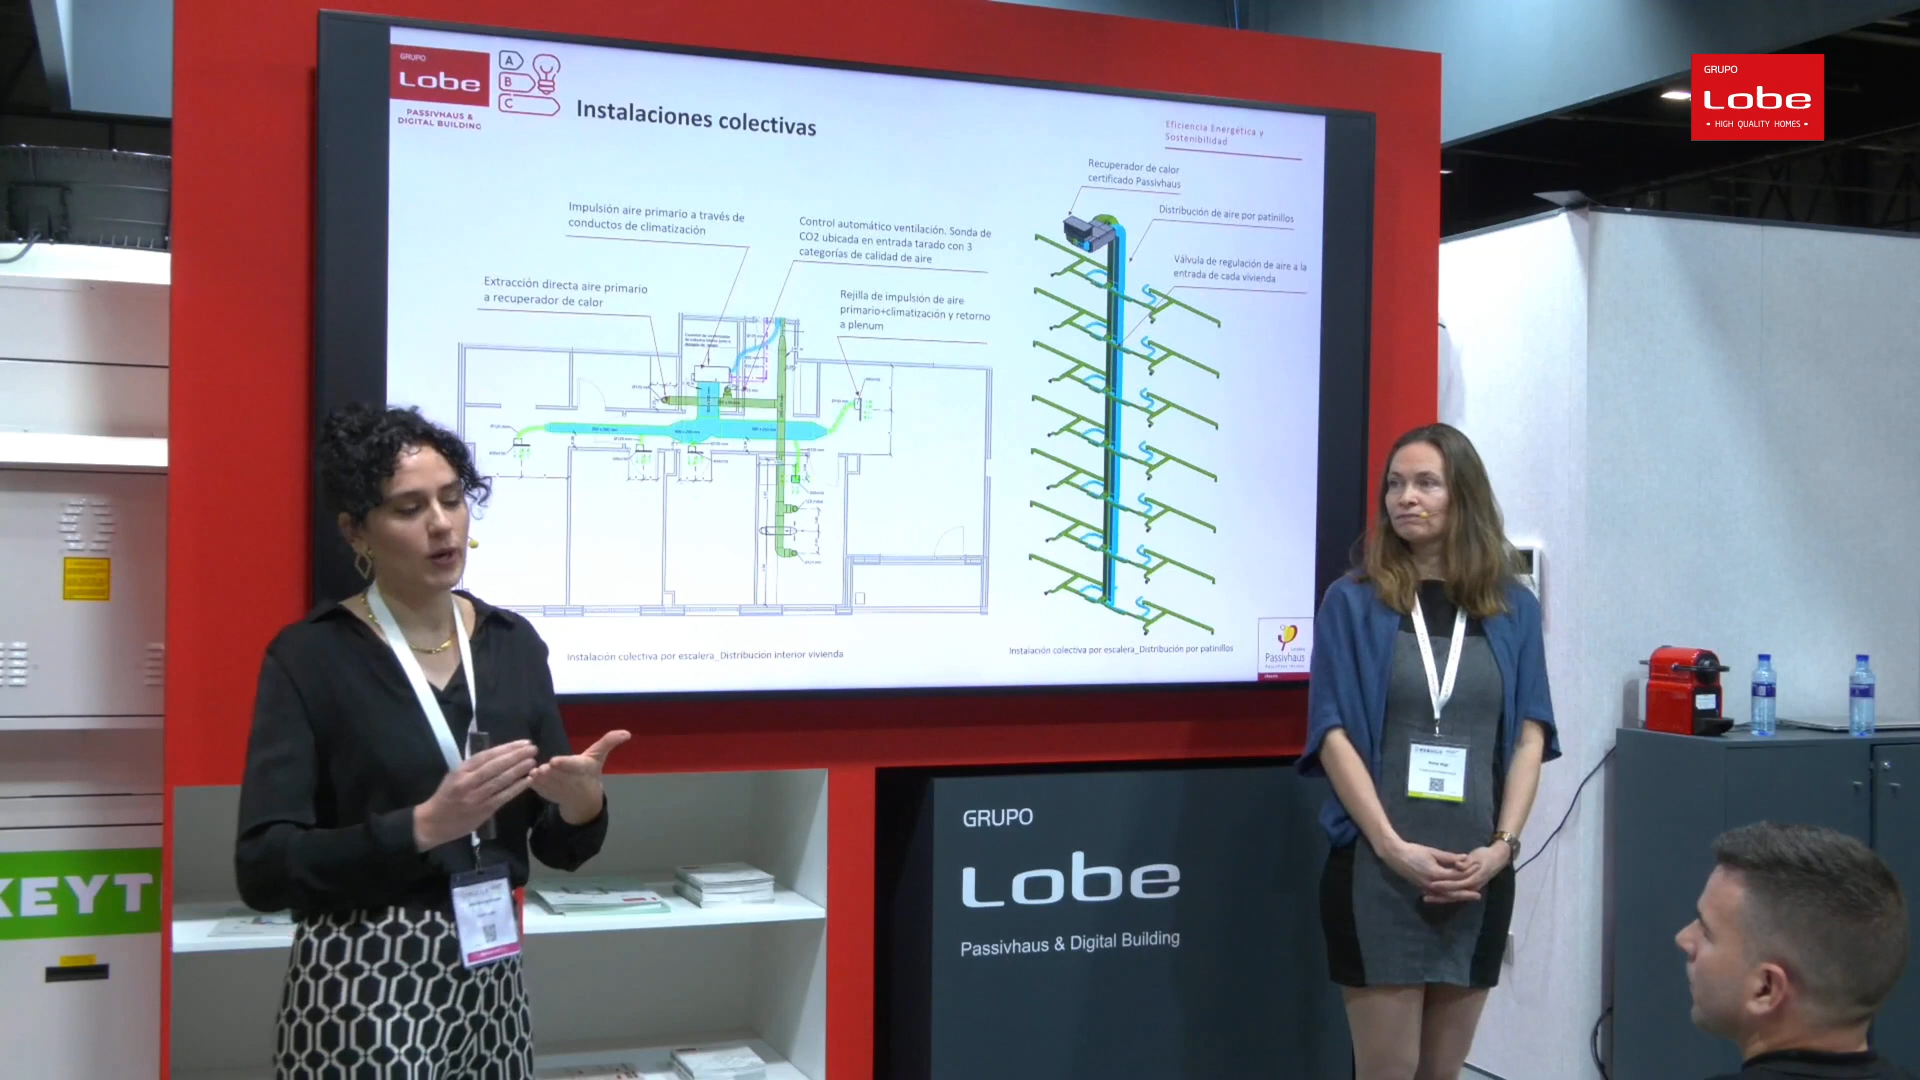 GRUPO
Lobe
PASSIVHAUS &
DIGITAL BUILDING
A
B
C
Instalaciones colectivas
Eficiencia Energética y
Sostenibilidad
Impulsión aire primario a través de
conductos de climatización
Control automático ventilación. Sonda de
CO2 ubicada en entrada tarado con 3
categorías de calidad de aire
Extracción directa aire primario
a recuperador de calor
Rejilla de impulsión de aire
primario+climatización y retorno
a plenum
Recuperador de calor
certificado Passivhaus
Distribución de aire por patinillos
Válvula de regulación de aire a la
entrada de cada vivienda
Instalación colectiva por escalera_Distribución interior vivienda
Instalación colectiva por escalera_Distribución por patinillos
Passivhaus
GRUPO
Lobe
• HIGH QUALITY HOMES •
KEYT
GRUPO
Lobe
Passivhaus & Digital Building